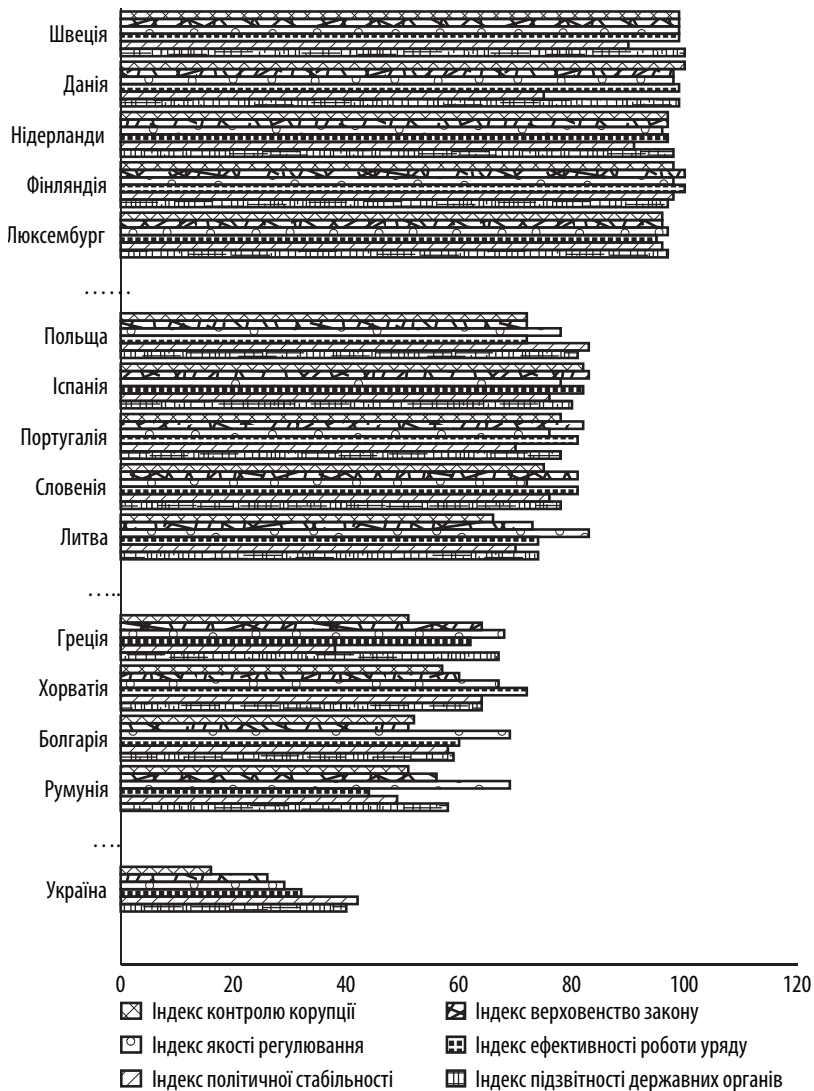 Швеція
Данія
Нідерланди
Фінляндія
Люксембург
……
Польща
Іспанія
Португалія
Словенія
Литва
…..
Греція
Хорватія
Болгарія
Румунія
….
Україна
0 20 40 60 80 100 120
Індекс контролю корупції Індекс верховенство закону
Індекс якості регулювання Індекс ефективності роботи уряду
Індекс політичної стабільності Індекс підзвітності державних органів